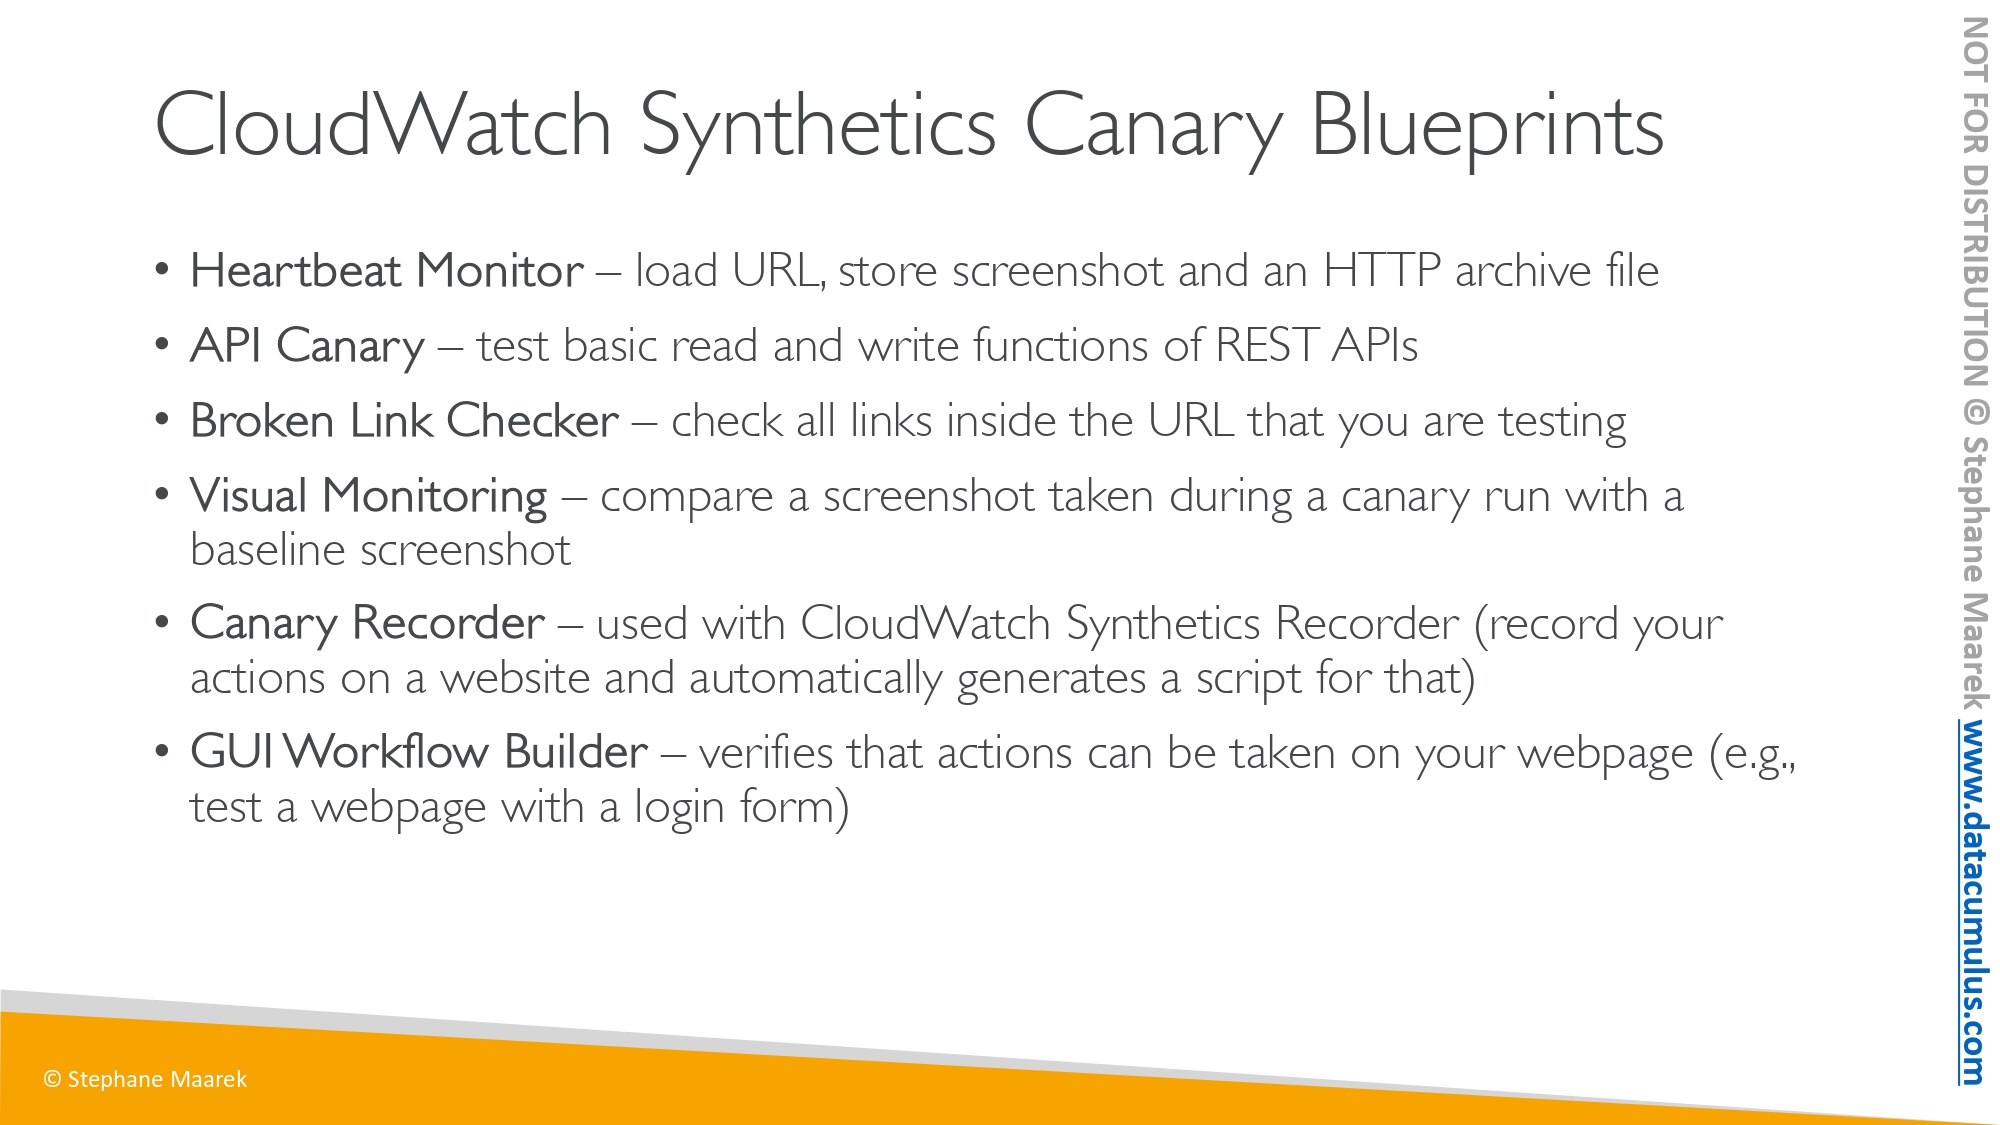 CloudWatch Synthetics Canary Blueprints
• Heartbeat Monitor – load URL, store screenshot and an HTTP archive file
• API Canary – test basic read and write functions of REST APIs
• Broken Link Checker – check all links inside the URL that you are testing
• Visual Monitoring – compare a screenshot taken during a canary run with a
baseline screenshot
• Canary Recorder – used with CloudWatch Synthetics Recorder (record your
actions on a website and automatically generates a script for that)
• GUI Workflow Builder – verifies that actions can be taken on your webpage (e.g.,
test a webpage with a login form)
© Stephane Maarek
NOT FOR DISTRIBUTION © Stephane Maarek www.datacumulus.com